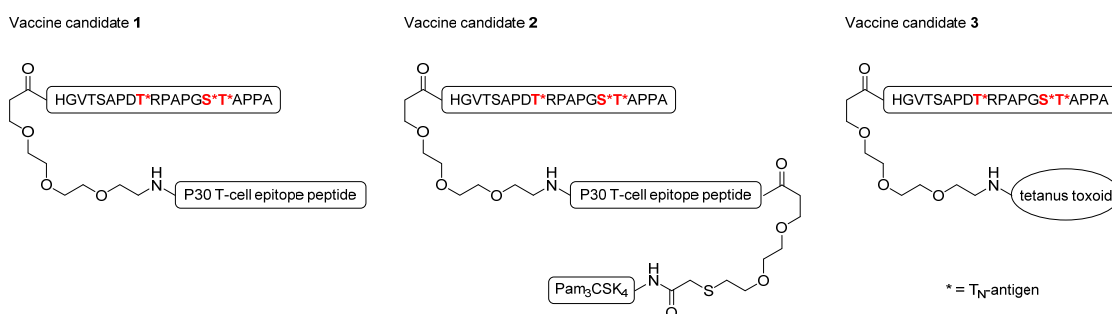 Vaccine candidate 1
Vaccine candidate 2
Vaccine candidate 3
O
HGVTSAPDT*RPAPGS*T*APPA
O
O
O
H
N
P30 T-cell epitope peptide
O
HGVTSAPDT*RPAPGS*T*APPA
O
O
O
H
N
P30 T-cell epitope peptide
O
O
O
S
O
H
N
Pam3CSK4
O
HGVTSAPDT*RPAPGS*T*APPA
O
O
O
H
N
tetanus toxoid
* = TN-antigen